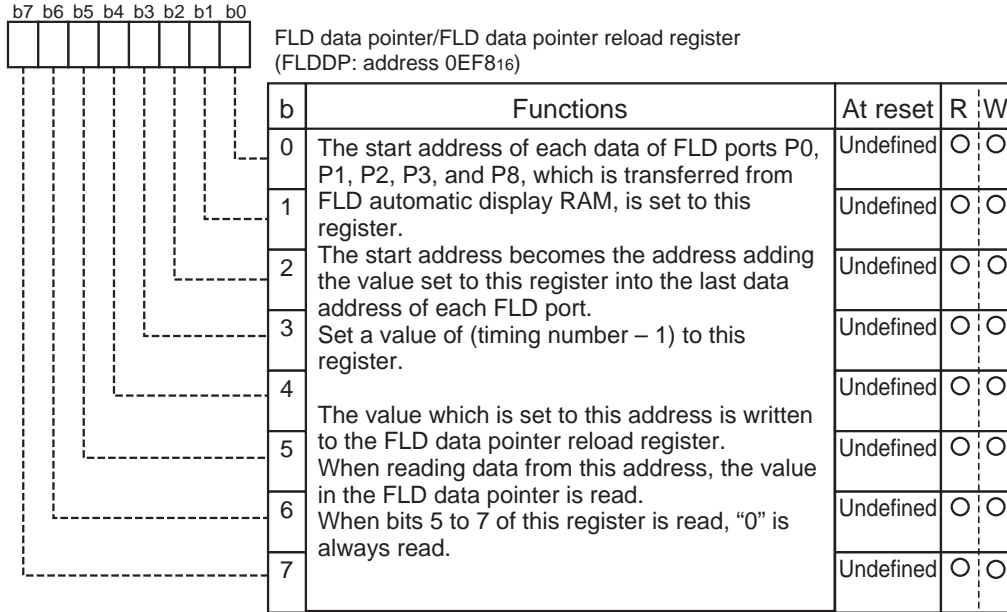 b7 b6 b5 b4 b3 b2 b1 b0
FLD data pointer/FLD data pointer reload register
(FLDDP: address 0EF816)
b Functions At reset R W
0 The start address of each data of FLD ports P0, Undefined O O
P1, P2, P3, and P8, which is transferred from
1 FLD automatic display RAM, is set to this Undefined O O
register.
2 The start address becomes the address adding Undefined O O
the value set to this register into the last data
address of each FLD port.
3 Set a value of (timing number – 1) to this Undefined O O
register.
4 Undefined O O
The value which is set to this address is written
5 to the FLD data pointer reload register. Undefined O O
When reading data from this address, the value
6 in the FLD data pointer is read. Undefined O O
When bits 5 to 7 of this register is read, “0” is
always read.
7 Undefined O O